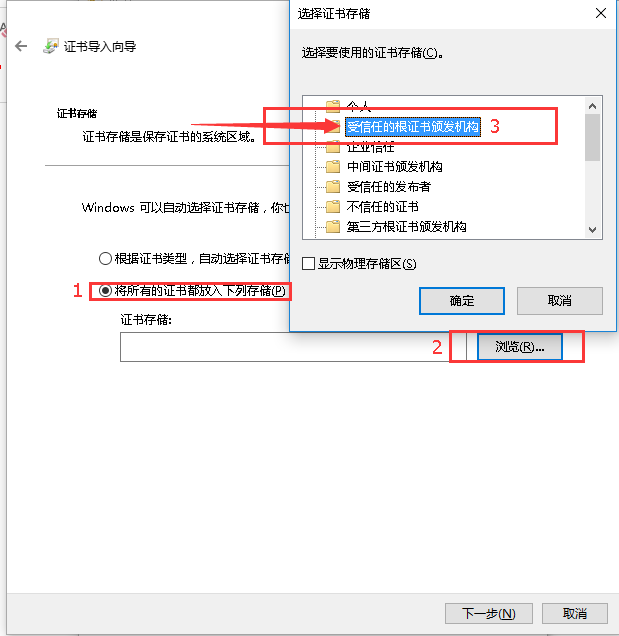 证书导入向导
证书存储
证书存储是保存证书的系统区域。
Windows 可以自动选择证书存储，你
根据证书类型，自动选择证书存储
1
将所有的证书都放入下列存储(P)
证书存储:
2
浏览(R)...
下一步(N)
取消
选择证书存储
选择要使用的证书存储(C)。
个人
受信任的根证书颁发机构
3
企业信任
中间证书颁发机构
受信任的发布者
不信任的证书
第三方根证书颁发机构
显示物理存储区(S)
确定
取消